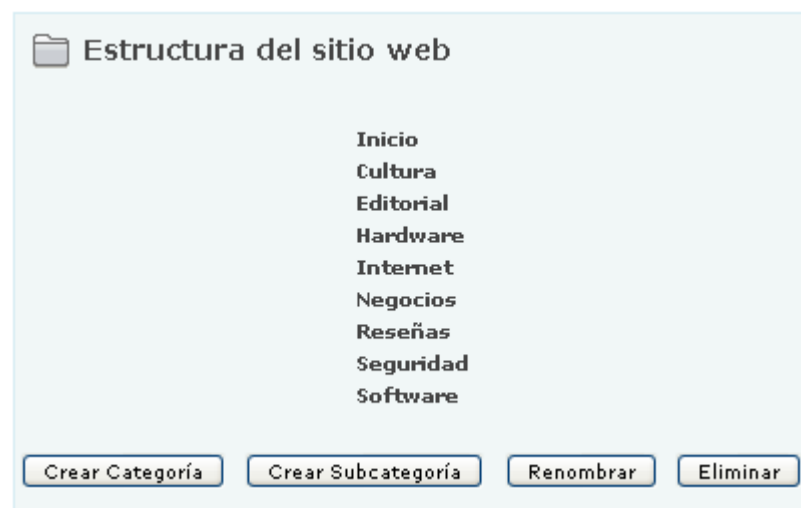 Estructura del sitio web
Inicio
Cultura
Editorial
Hardware
Internet
Negocios
Reseñas
Seguridad
Software
Crear Categoría Crear Subcategoría Renombrar Eliminar